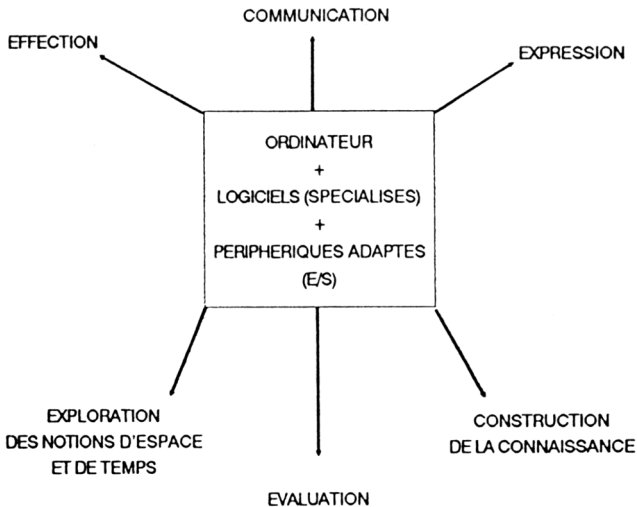 COMMUNICATION
EFFECTION
EXPRESSION
ORDINATEUR
+
LOGICIELS (SPECIALISES)
+
PERIPHERIQUES ADAPTES
(E/S)
EXPLORATION
DES NOTIONS D'ESPACE
ET DE TEMPS
CONSTRUCTION
DE LA CONNAISSANCE
EVALUATION